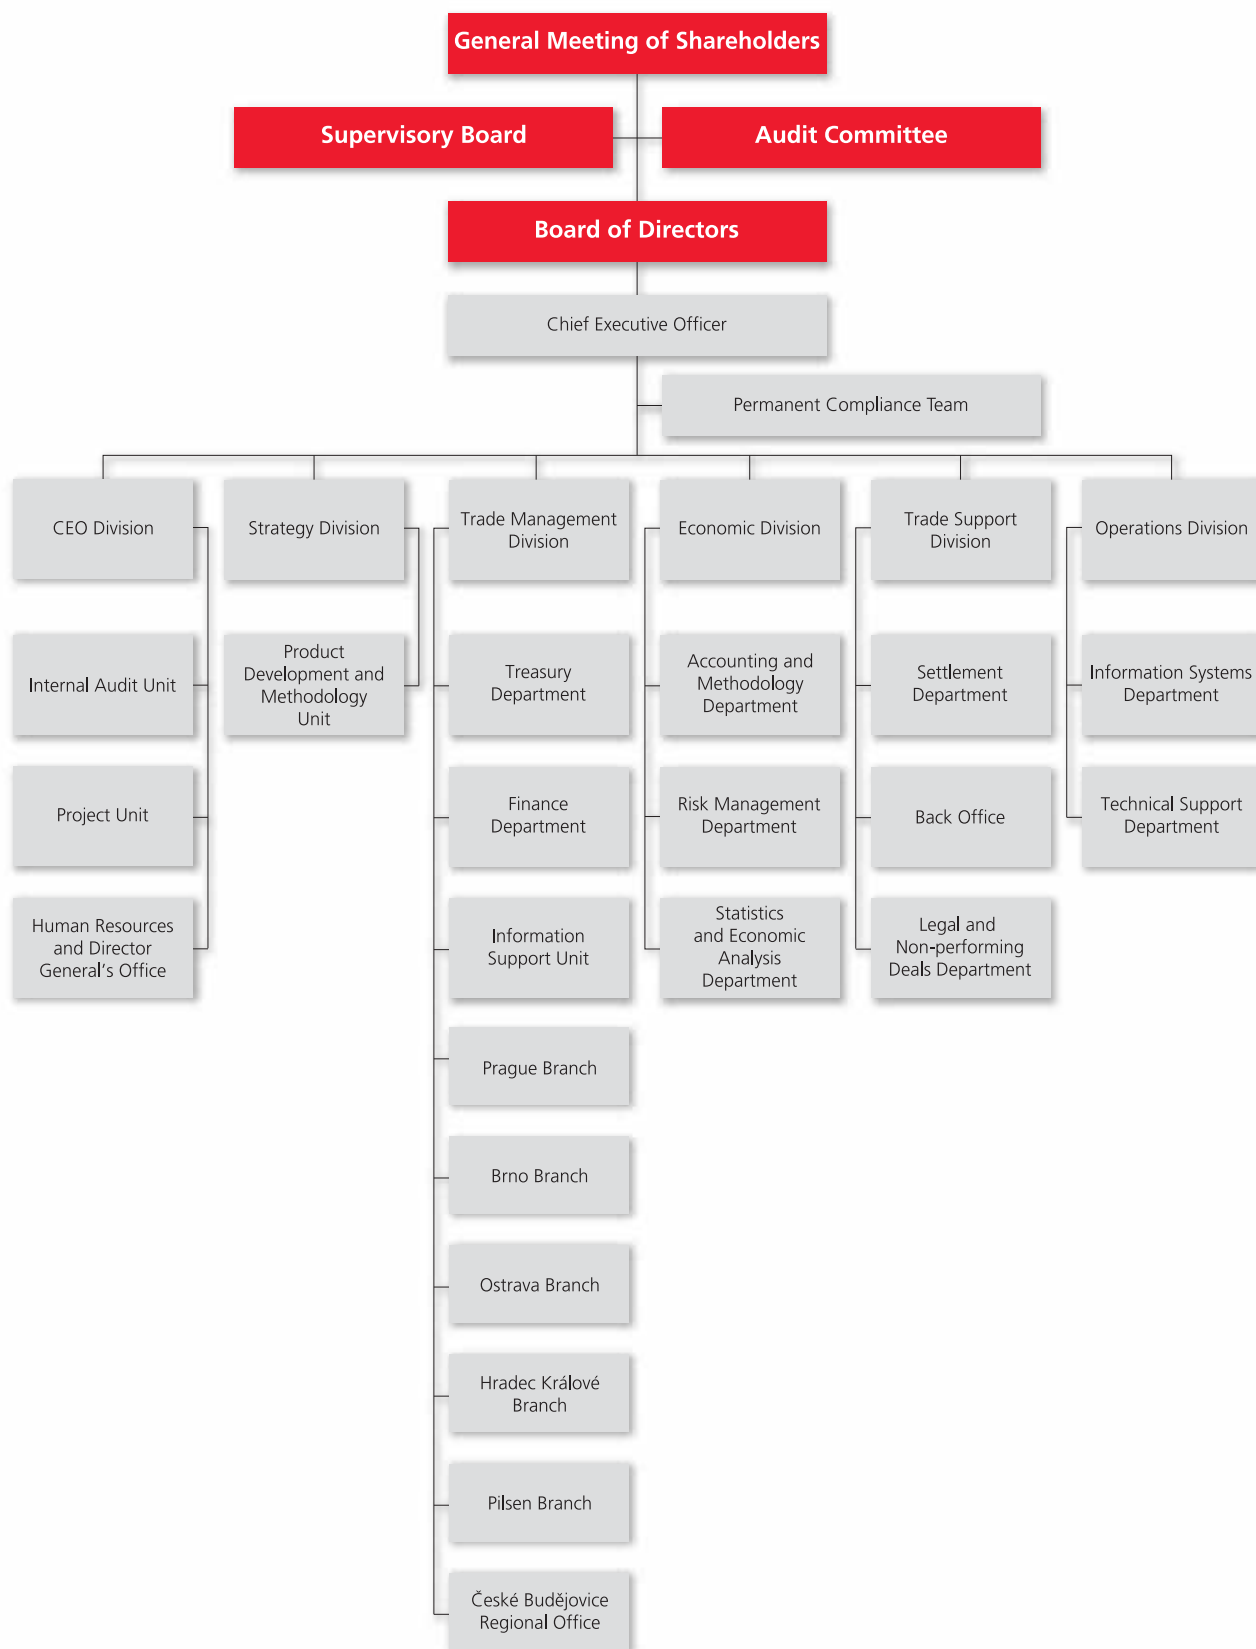 General Meeting of Shareholders
Supervisory Board
Audit Committee
Board of Directors
Chief Executive Officer
Permanent Compliance Team
CEO Division
Strategy Division
Trade Management
Division
Economic Division
Trade Support
Division
Operations Division
Internal Audit Unit
Product
Development and
Methodology
Unit
Treasury
Department
Accounting and
Methodology
Department
Settlement
Department
Information Systems
Department
Project Unit
Finance
Department
Risk Management
Department
Back Office
Technical Support
Department
Human Resources
and Director
General’s Office
Information
Support Unit
Statistics
and Economic
Analysis
Department
Legal and
Non-performing
Deals Department
Prague Branch
Brno Branch
Ostrava Branch
Hradec Králové
Branch
Pilsen Branch
České Budějovice
Regional Office